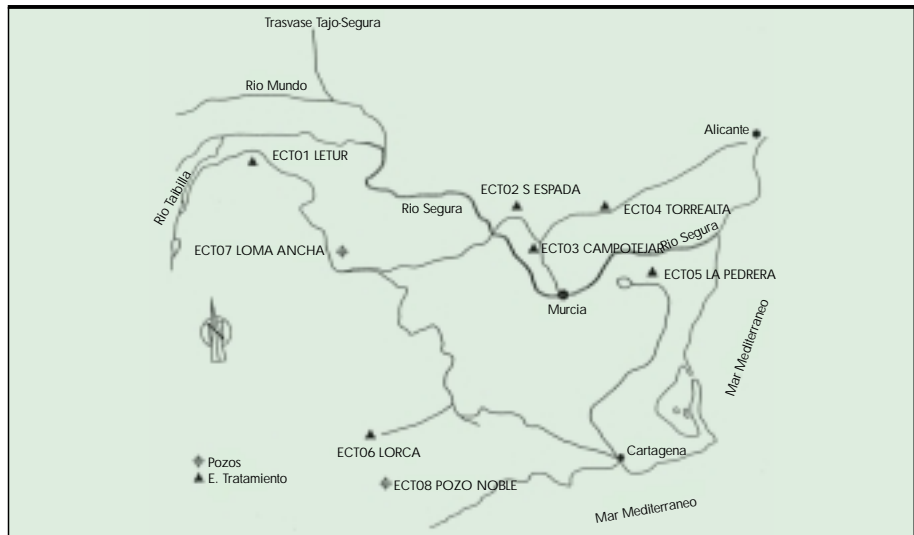 Trasvase Tajo-Segura
Rio Mundo
Alicante
ECT01 LETUR
Rio Taibilla
ECT02 S ESPADA
Rio Segura
ECT04 TORREALTA
Rio Segura
ECT07 LOMA ANCHA
ECT03 CAMPOTEJAR
ECT05 LA PEDRERA
Murcia
Mar Mediterraneo
ECT06 LORCA
Cartagena
Pozos
E. Tratamiento
ECT08 POZO NOBLE
Mar Mediterraneo
N